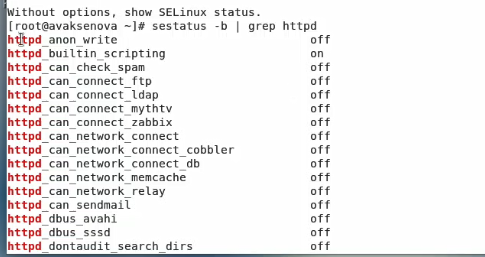 Without options, show SELinux status.
[root@avaksenova ~]# sestatus -b | grep httpd
httpd_anon_write off
httpd_builtin_scripting on
httpd_can_check_spam off
httpd_can_connect_ftp off
httpd_can_connect_ldap off
httpd_can_connect_mythtv off
httpd_can_connect_zabbix off
httpd_can_network_connect off
httpd_can_network_connect_cobbler off
httpd_can_network_connect_db off
httpd_can_network_memcache off
httpd_can_network_relay off
httpd_can_sendmail off
httpd_dbus_avahi off
httpd_dbus_sssd off
httpd_dontaudit_search_dirs off